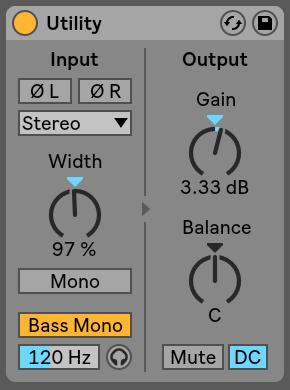 Utility
Input
Ø L
Ø R
Stereo
Width
97 %
Mono
Bass Mono
120 Hz
Output
Gain
3.33 dB
Balance
C
Mute
DC